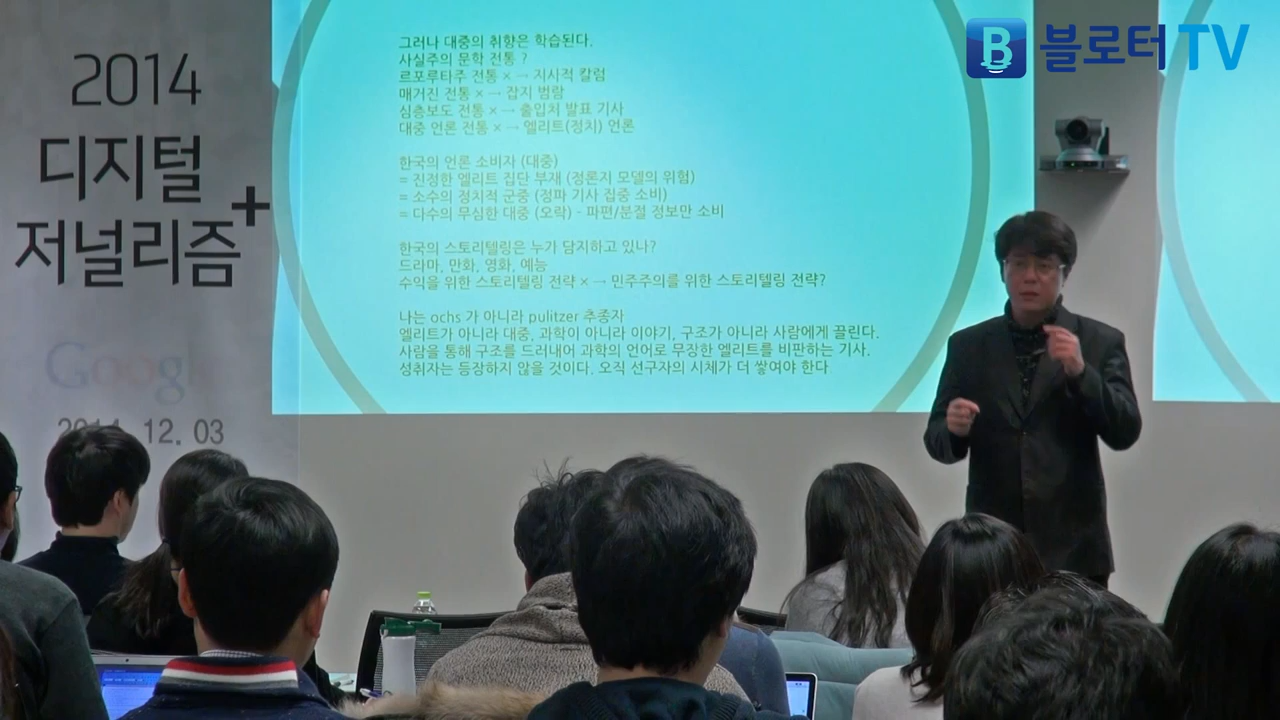 2014
디지털
저널리즘+
Google
2014. 12. 03
그러나 대중의 취향은 학습된다.
사실주의 문학 전통 ?
르포루타주 전통 × → 지사적 칼럼
매거진 전통 × → 잡지 범람
심층보도 전통 × → 출입처 발표 기사
대중 언론 전통 × → 엘리트(정치) 언론
한국의 언론 소비자 (대중)
= 진정한 엘리트 집단 부재 (정론지 모델의 위험)
= 소수의 정치적 군중 (정파 기사 집중 소비)
= 다수의 무심한 대중 (오락) - 파편/분절 정보만 소비
한국의 스토리텔링은 누가 담지하고 있나?
드라마, 만화, 영화, 예능
수익을 위한 스토리텔링 전략 × → 민주주의를 위한 스토리텔링 전략?
나는 ochs 가 아니라 pulitzer 추종자
엘리트가 아니라 대중, 과학이 아니라 이야기, 구조가 아니라 사람에게 끌린다.
사람을 통해 구조를 드러내어 과학의 언어로 무장한 엘리트를 비판하는 기사.
성취자는 등장하지 않을 것이다. 오직 선구자의 시체가 더 쌓여야 한다
B 블로터 TV